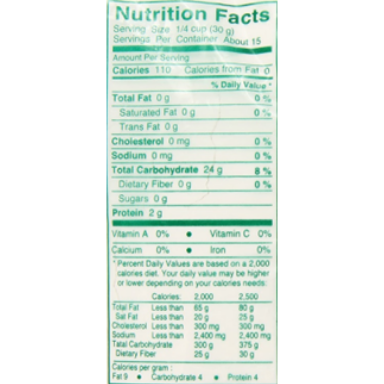 Nutrition Facts
Serving Size 1/4 cup (30 g)
Servings Per Container About 15
Amount Per Serving
Calories 110 Calories from Fat 0
% Daily Value *
Total Fat 0 g 0 %
Saturated Fat 0 g 0 %
Trans Fat 0 g
Cholesterol 0 mg 0 %
Sodium 0 mg 0 %
Total Carbohydrate 24 g 8 %
Dietary Fiber 0 g 0 %
Sugars 0 g
Protein 2 g
Vitamin A 0% • Vitamin C 0%
Calcium 0% • Iron 0%
* Percent Daily Values are based on a 2,000
calories diet. Your daily value may be higher
or lower depending on your calories needs:
Calories: 2,000 2,500
Total Fat Less than 65 g 80 g
Sat Fat Less than 20 g 25 g
Cholesterol Less than 300 mg 300 mg
Sodium Less than 2,400 mg 2,400 mg
Tatal Carbohydrate 300 g 375 g
Dietary Fiber 25 g 30 g
Calories per gram :
Fat 9 • Carbohydrate 4 • Protein 4